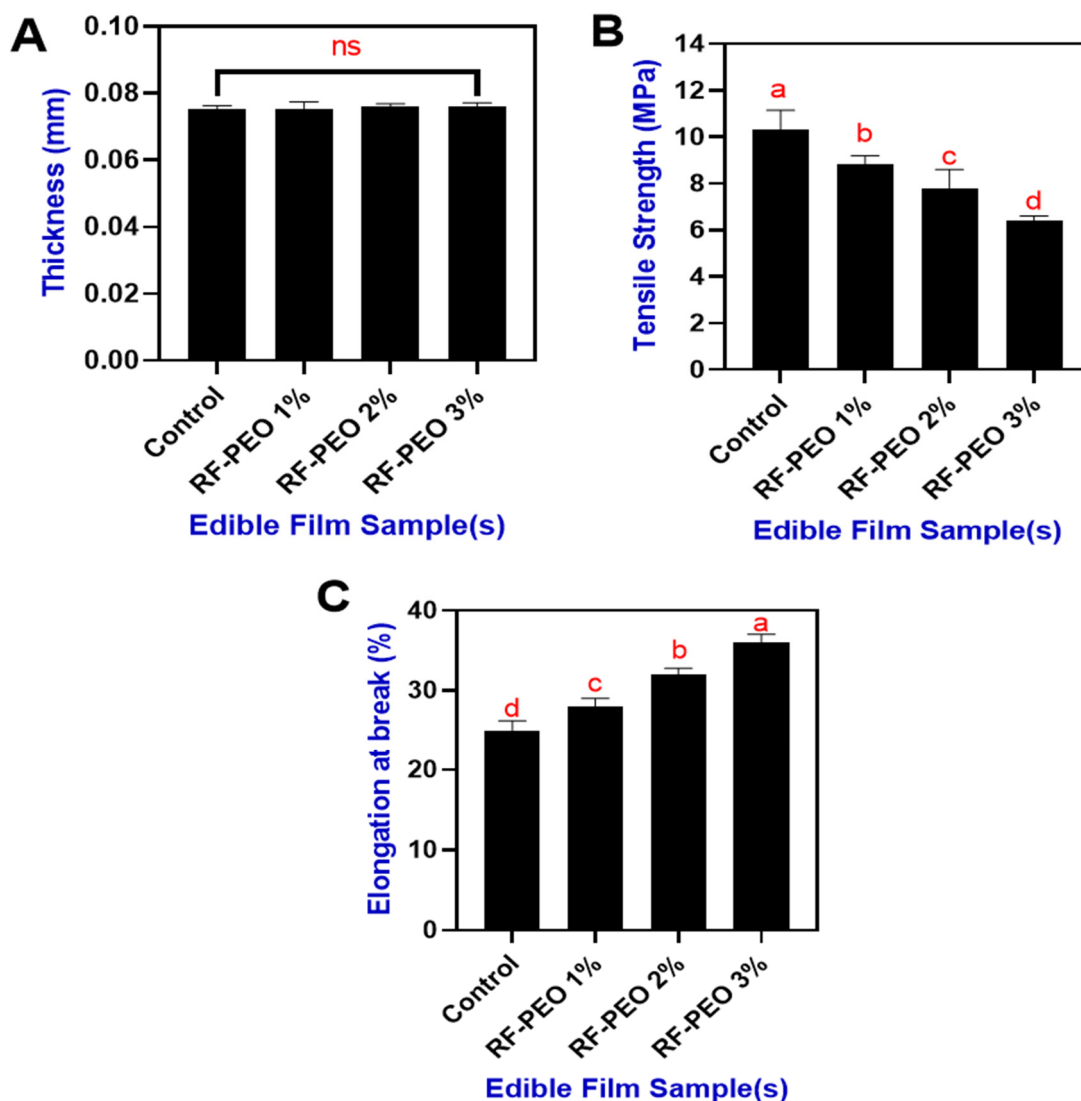 A
Thickness (mm)
0.10
0.08
0.06
0.04
0.02
0.00
ns
Control
RF-PEO 1%
RF-PEO 2%
RF-PEO 3%
Edible Film Sample(s)
B
Tensile Strength (MPa)
14
12
10
8
6
4
2
0
a
b
c
d
Control
RF-PEO 1%
RF-PEO 2%
RF-PEO 3%
Edible Film Sample(s)
C
Elongation at break (%)
40
30
20
10
0
d
c
b
a
Control
RF-PEO 1%
RF-PEO 2%
RF-PEO 3%
Edible Film Sample(s)